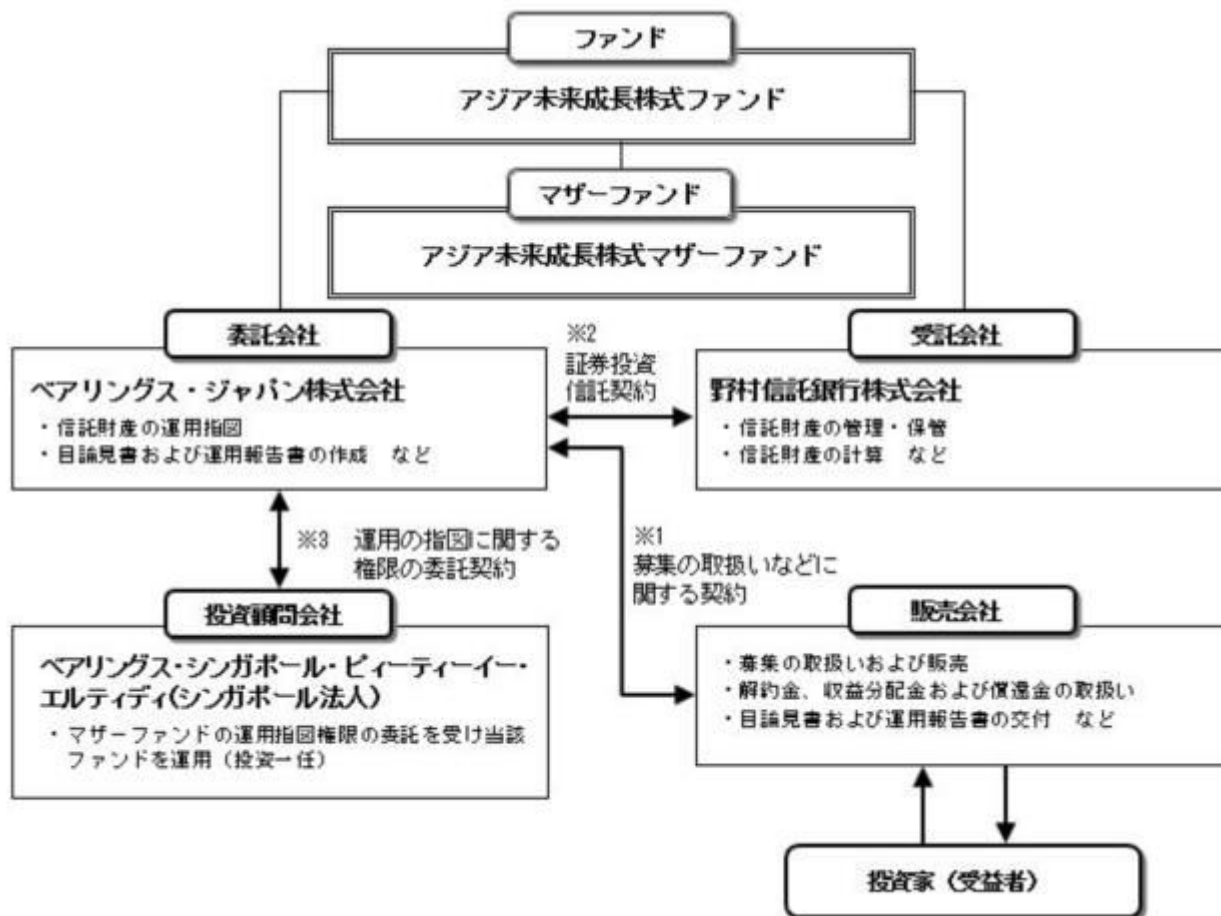 ファンド
アジア未来成長株式ファンド
マザーファンド
アジア未来成長株式マザーファンド
委託会社
ベアリングス・ジャパン株式会社
・信託財産の運用指図
・目論見書および運用報告書の作成　など
※2
証券投資
信託契約
受託会社
野村信託銀行株式会社
・信託財産の管理・保管
・信託財産の計算　など
※3　運用の指図に関する
権限の委託契約
※1
募集の取扱いなどに
関する契約
投資顧問会社
ベアリングス・シンガポール・ピィーティーイー・
エルティディ(シンガポール法人)
・マザーファンドの運用指図権限の委託を受け当該
ファンドを運用（投資一任）
販売会社
・募集の取扱いおよび販売
・解約金、収益分配金および償還金の取扱い
・目論見書および運用報告書の交付　など
投資家（受益者）